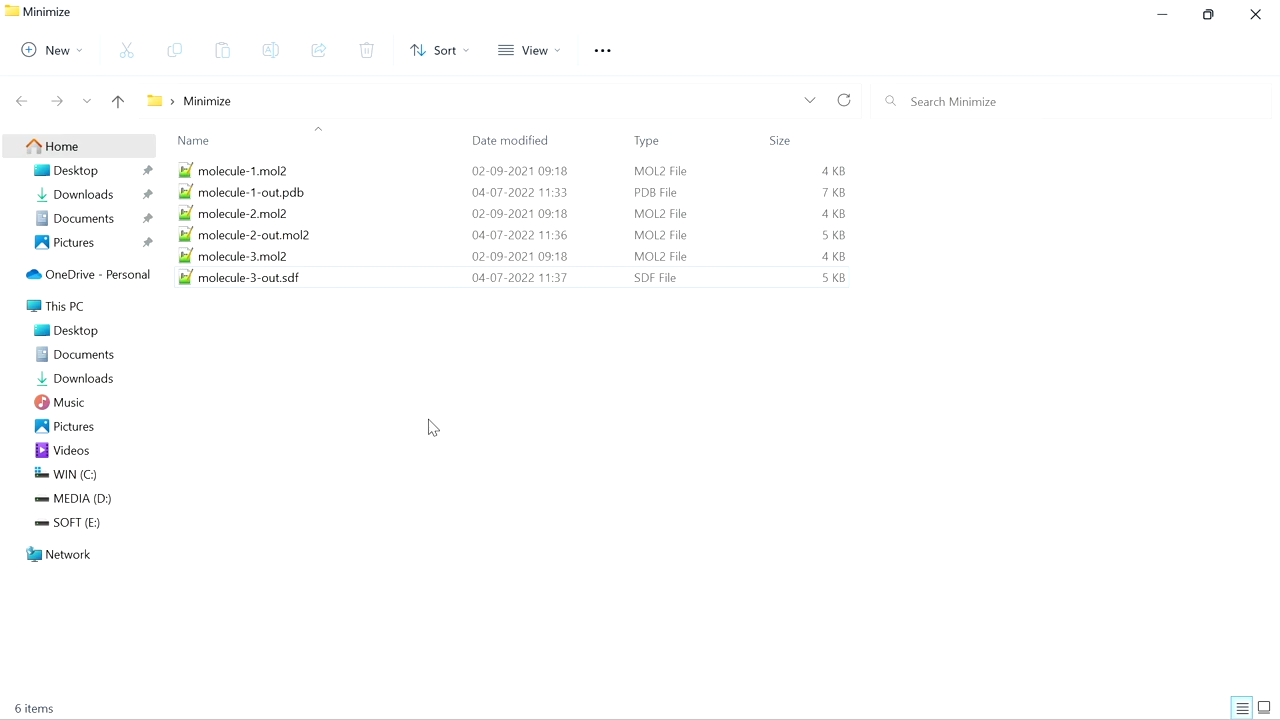 Minimize
New
Sort
View
Minimize
Search Minimize
Name Date modified Type Size
Home
Desktop
Downloads
Documents
Pictures
OneDrive - Personal
This PC
Desktop
Documents
Downloads
Music
Pictures
Videos
WIN (C:)
MEDIA (D:)
SOFT (E:)
Network
molecule-1.mol2 02-09-2021 09:18 MOL2 File 4 KB
molecule-1-out.pdb 04-07-2022 11:33 PDB File 7 KB
molecule-2.mol2 02-09-2021 09:18 MOL2 File 4 KB
molecule-2-out.mol2 04-07-2022 11:36 MOL2 File 5 KB
molecule-3.mol2 02-09-2021 09:18 MOL2 File 4 KB
molecule-3-out.sdf 04-07-2022 11:37 SDF File 5 KB
6 items